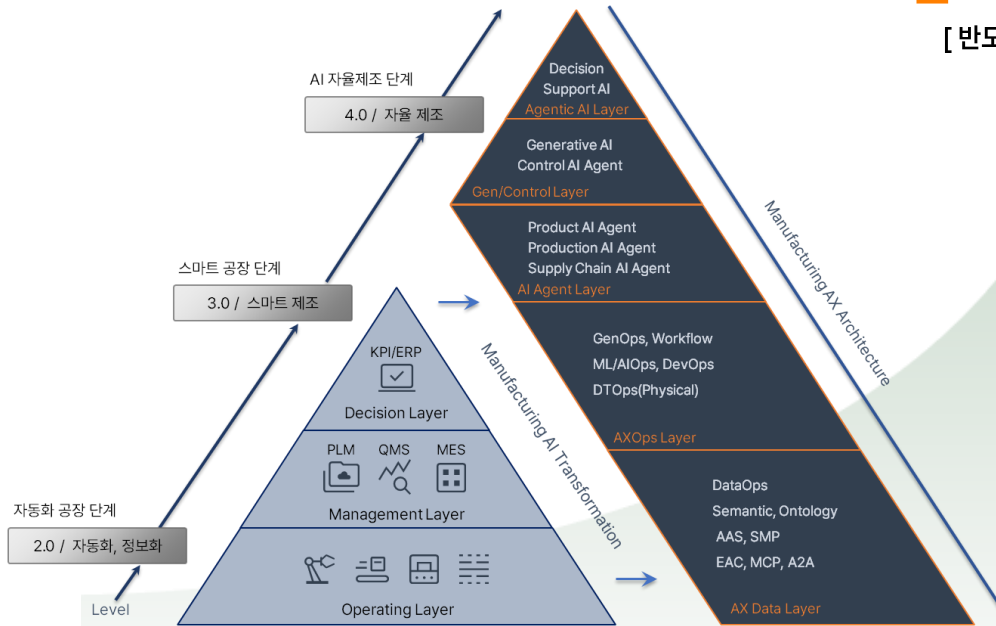 [ 반도
AI 자율제조 단계
4.0 / 자율 제조
스마트 공장 단계
3.0 / 스마트 제조
자동화 공장 단계
2.0 / 자동화, 정보화
Level
KPI/ERP
Decision Layer
PLM QMS MES
Management Layer
Operating Layer
Manufacturing AI Transformation
Decision
Support AI
Agentic AI Layer
Generative AI
Control AI Agent
Gen/Control Layer
Product AI Agent
Production AI Agent
Supply Chain AI Agent
AI Agent Layer
GenOps, Workflow
ML/AIOps, DevOps
DTOps(Physical)
AXOps Layer
DataOps
Semantic, Ontology
AAS, SMP
EAC, MCP, A2A
AX Data Layer
Manufacturing AX Architecture